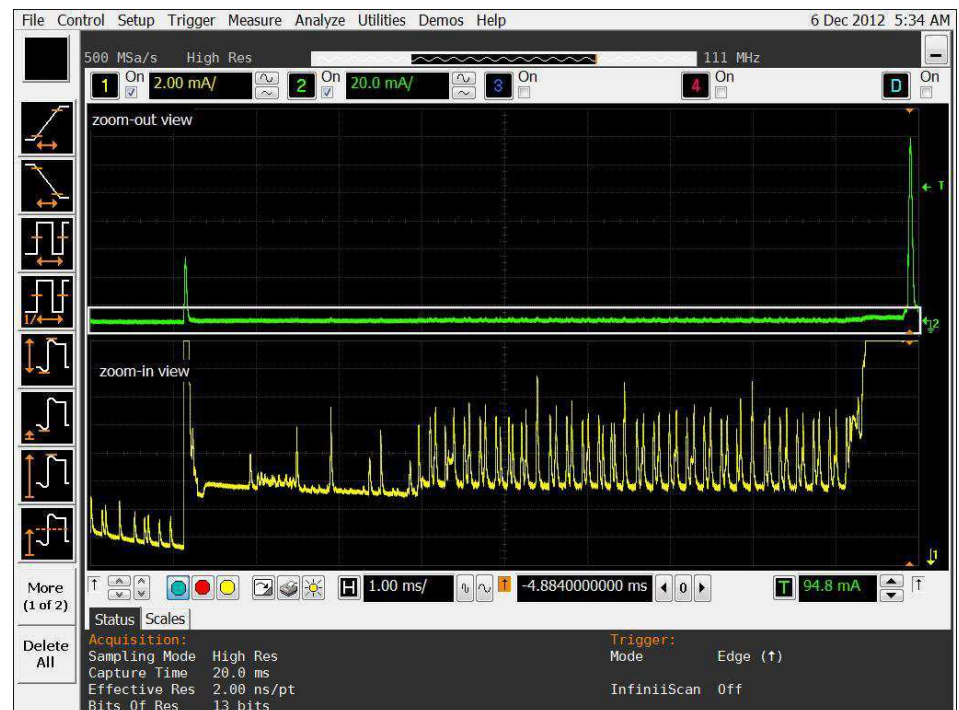 File Control Setup Trigger Measure Analyze Utilities Demos Help 6 Dec 2012 5:34 AM
500 MSa/s High Res 111 MHz
1 On 2.00 mA/ 2 On 20.0 mA/ 3 On 4 On D On
zoom-out view
T
2
zoom-in view
1/
1
More
(1 of 2)
H 1.00 ms/ -4.8840000000 ms 0 T 94.8 mA
Status Scales
Delete
All
Acquisition: Trigger:
Sampling Mode High Res Mode Edge (↑)
Capture Time 20.0 ms
Effective Res 2.00 ns/pt InfiniiScan Off
Bits Of Res 13 bits